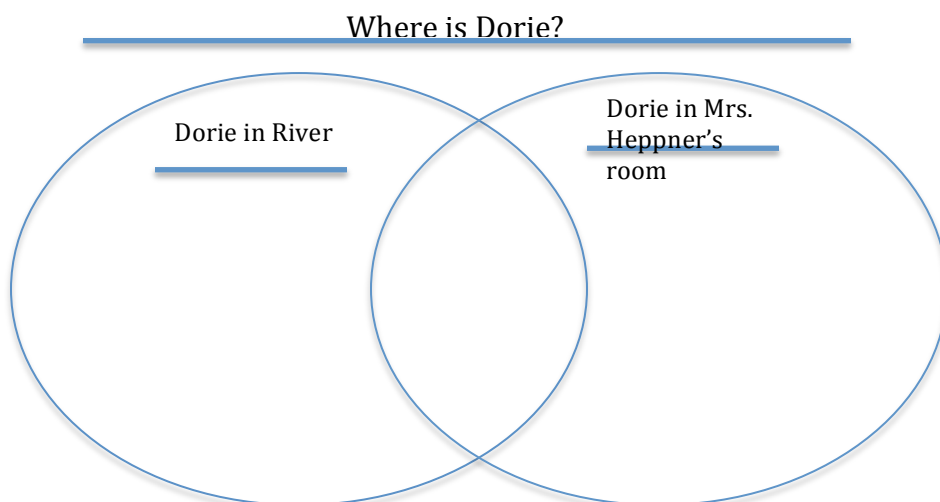 Where is Dorie?
Dorie in River
Dorie in Mrs.
Heppner’s
room